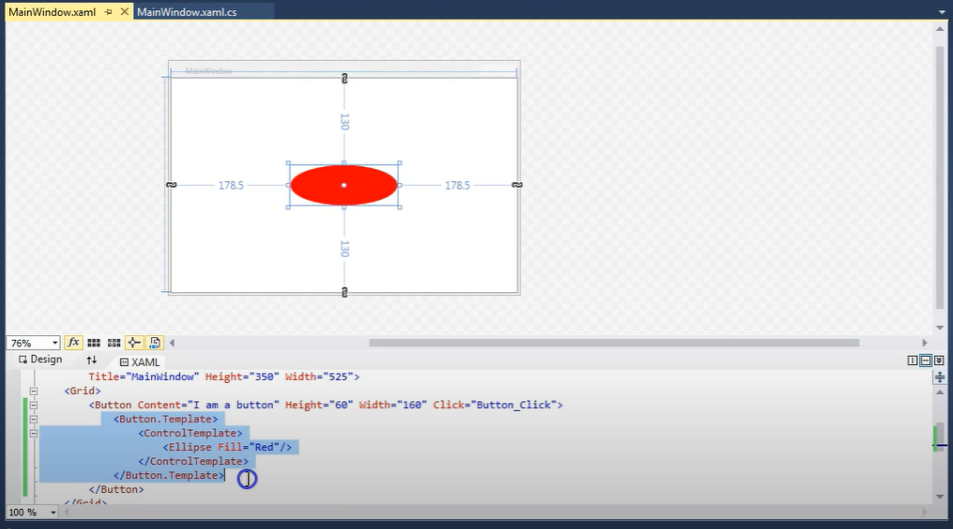 MainWindow.xaml MainWindow.xaml.cs
MainWindow
130
178.5 178.5
130
76% fx
Design XAML
Title="MainWindow" Height="350" Width="525">
<Grid>
<Button Content="I am a button" Height="60" Width="160" Click="Button_Click">
<Button.Template>
<ControlTemplate>
<Ellipse Fill="Red"/>
</ControlTemplate>
</Button.Template>
</Button>
</Grid>
100 %